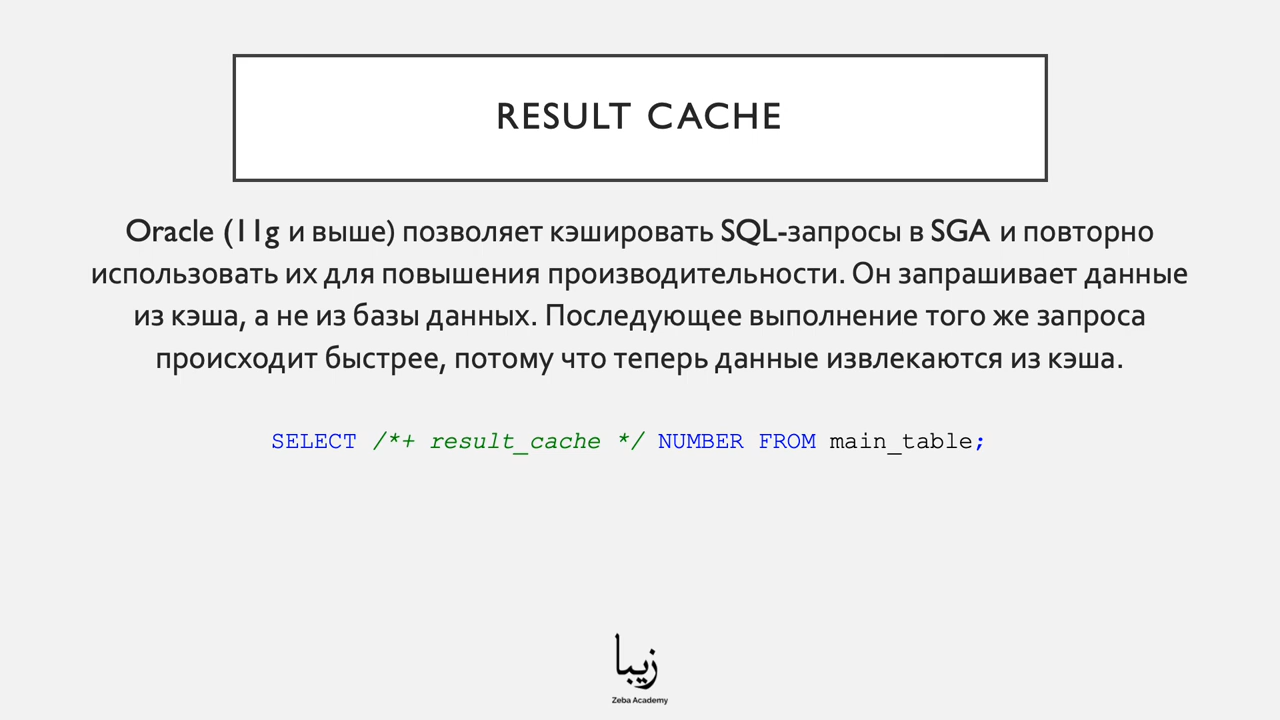 RESULT CACHE
Oracle (11g и выше) позволяет кэшировать SQL-запросы в SGA и повторно
использовать их для повышения производительности. Он запрашивает данные
из кэша, а не из базы данных. Последующее выполнение того же запроса
происходит быстрее, потому что теперь данные извлекаются из кэша.
SELECT /*+ result_cache */ NUMBER FROM main_table;
زیبا
Zeba Academy